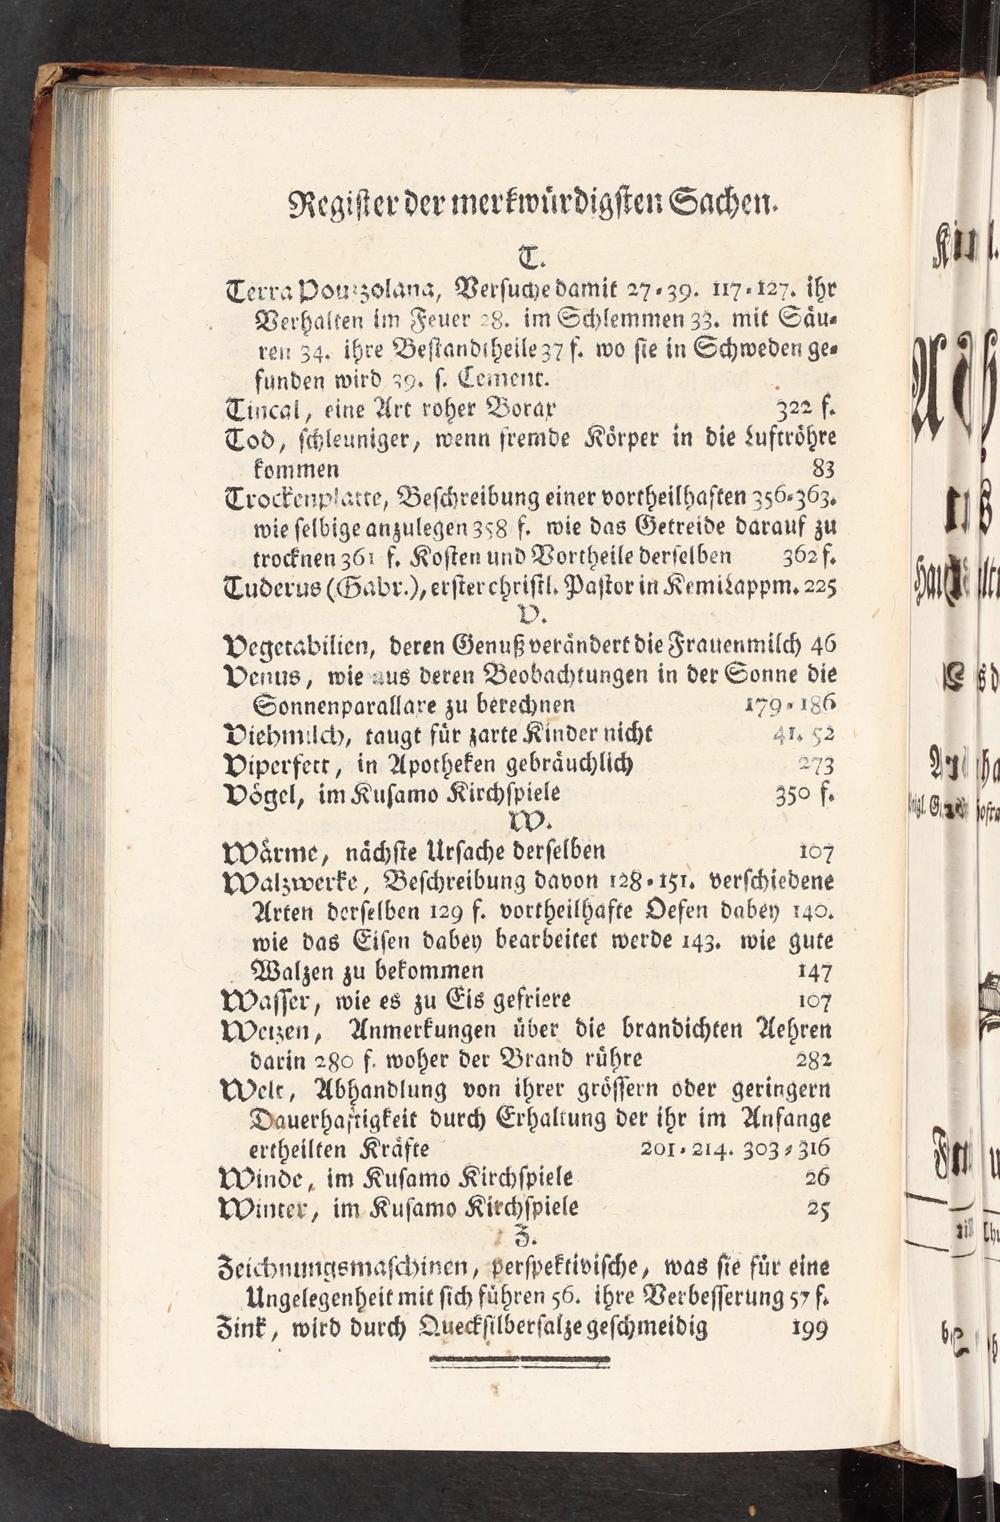 Register der merkwürdigsten Sachen.
T.
Terra Pouzzolana, Versuche damit 27-39. 117-127. ihr
Verhalten im Feuer 28. im Schlemmen 33. mit Säu-
ren 34. ihre Bestandtheile 37 f. wo sie in Schweden ge-
funden wird 39. s. Cement.
Tincal, eine Art roher Borax 322 f.
Tod, schleuniger, wenn fremde Körper in die Luftröhre
kommen 83
Trockenplatte, Beschreibung einer vortheilhaften 356-363.
wie selbige anzulegen 358 f. wie das Getreide darauf zu
trocknen 361 f. Kosten und Vortheile derselben 362 f.
Tuderus (Gabr.), erster christl. Pastor in Kemi Lappm. 225
V.
Vegetabilien, deren Genuß verändert die Frauenmilch 46
Venus, wie aus deren Beobachtungen in der Sonne die
Sonnenparallaxe zu berechnen 179-186
Viehmilch, taugt für zarte Kinder nicht 41. 52
Viperfett, in Apotheken gebräuchlich 273
Vögel, im Kusamo Kirchspiele 350 f.
W.
Wärme, nächste Ursache derselben 107
Walzwerke, Beschreibung davon 128-151. verschiedene
Arten derselben 129 f. vortheilhafte Oefen dabey 140.
wie das Eisen dabey bearbeitet werde 143. wie gute
Walzen zu bekommen 147
Wasser, wie es zu Eis gefriere 107
Weizen, Anmerkungen über die brandichten Aehren
darin 280 f. woher der Brand rühre 282
Welt, Abhandlung von ihrer grössern oder geringern
Dauerhaftigkeit durch Erhaltung der ihr im Anfange
ertheilten Kräfte 201-214. 303-316
Winde, im Kusamo Kirchspiele 26
Winter, im Kusamo Kirchspiele 25
Z.
Zeichnungsmaschinen, perspektivische, was sie für eine
Ungelegenheit mit sich führen 56. ihre Verbesserung 57 f.
Zink, wird durch Quecksilbersalze geschmeidig 199